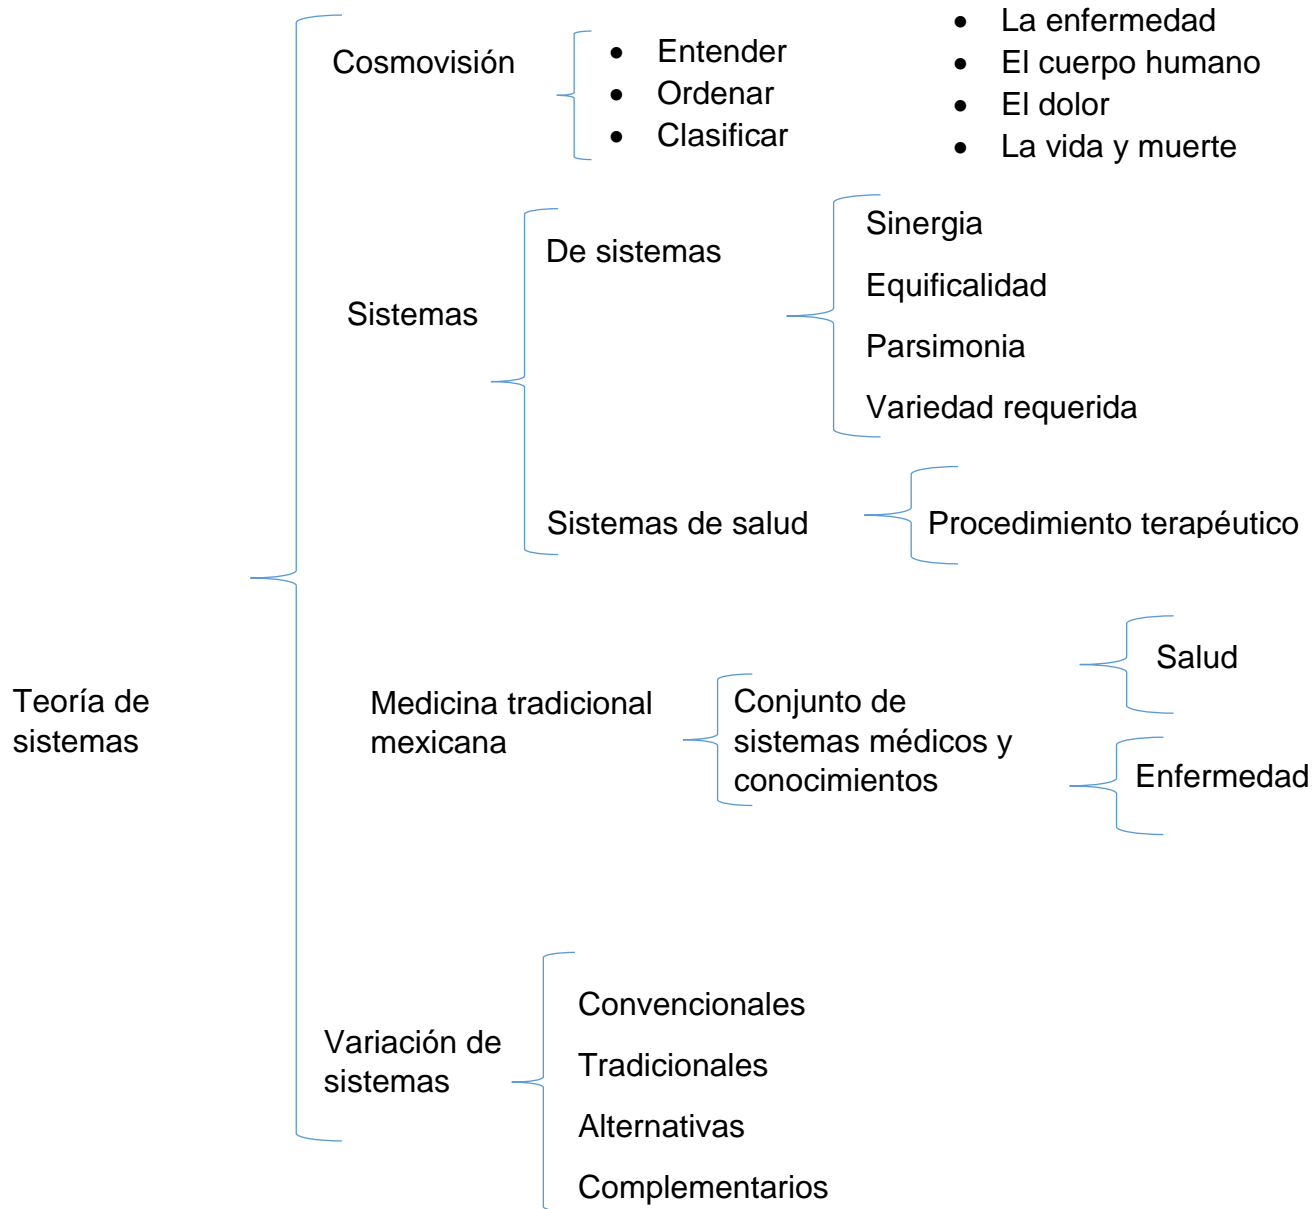 Cosmovisión
Entender
Ordenar
Clasificar
La enfermedad
El cuerpo humano
El dolor
La vida y muerte
Sistemas
De sistemas
Sinergia
Equificalidad
Parsimonia
Variedad requerida
Sistemas de salud
Procedimiento terapéutico
Teoría de
sistemas
Medicina tradicional
mexicana
Conjunto de
sistemas médicos y
conocimientos
Salud
Enfermedad
Variación de
sistemas
Convencionales
Tradicionales
Alternativas
Complementarios